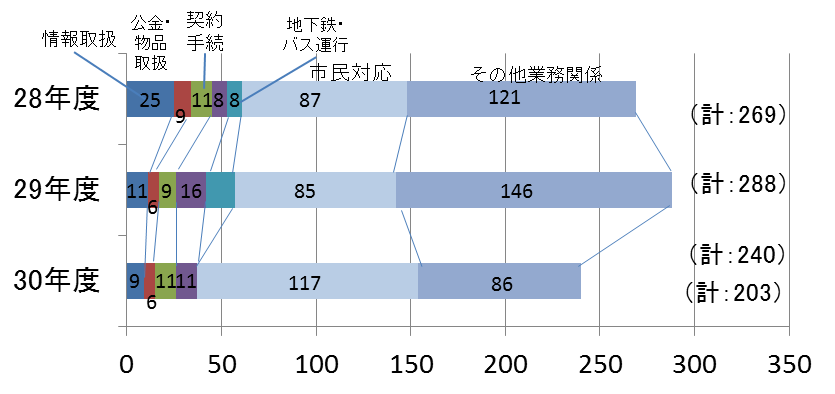 情報取扱
公金・
物品
取扱
契約
手続
地下鉄・
バス運行
市民対応
その他業務関係
28年度
25
9
11
8
8
87
121
(計：269)
29年度
11
6
9
16
85
146
(計：288)
(計：240)
30年度
9
6
11
11
117
86
(計：203)
0 50 100 150 200 250 300 350